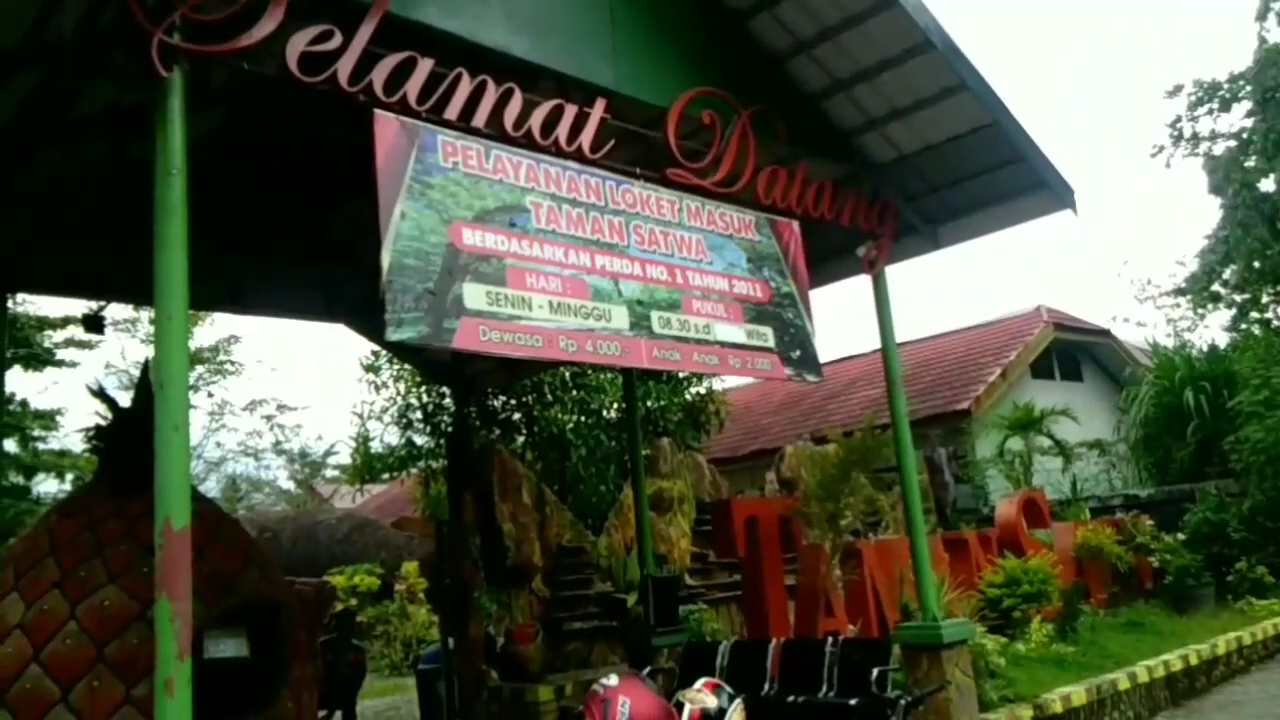 Selamat Datang
PELAYANAN LOKET MASUK
TAMAN SATWA
BERDASARKAN PERDA NO. 1 TAHUN 2011
HARI :
SENIN - MINGGU
PUKUL :
08.30 s.d Wita
Dewasa : Rp 4.000,-
Anak - Anak Rp 2.000
TAMAN S